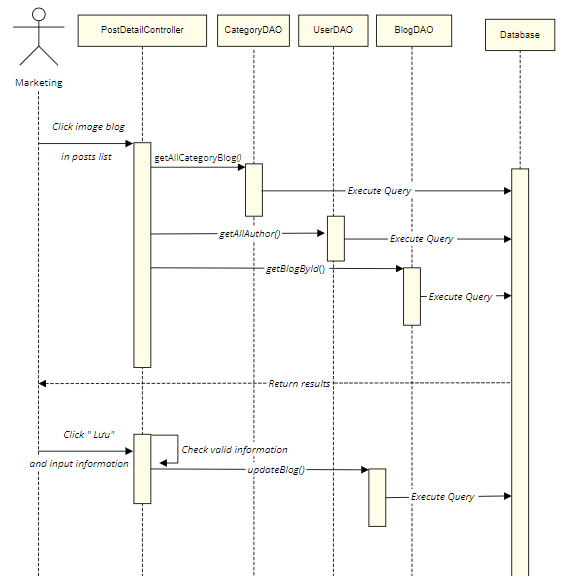 PostDetailController
CategoryDAO
UserDAO
BlogDAO
Database
Marketing
Click image blog
in posts list
getAllCategoryBlog()
Execute Query
getAllAuthor()
Execute Query
getBlogById()
Execute Query
Return results
Click " Lưu"
and input information
Check valid information
updateBlog()
Execute Query